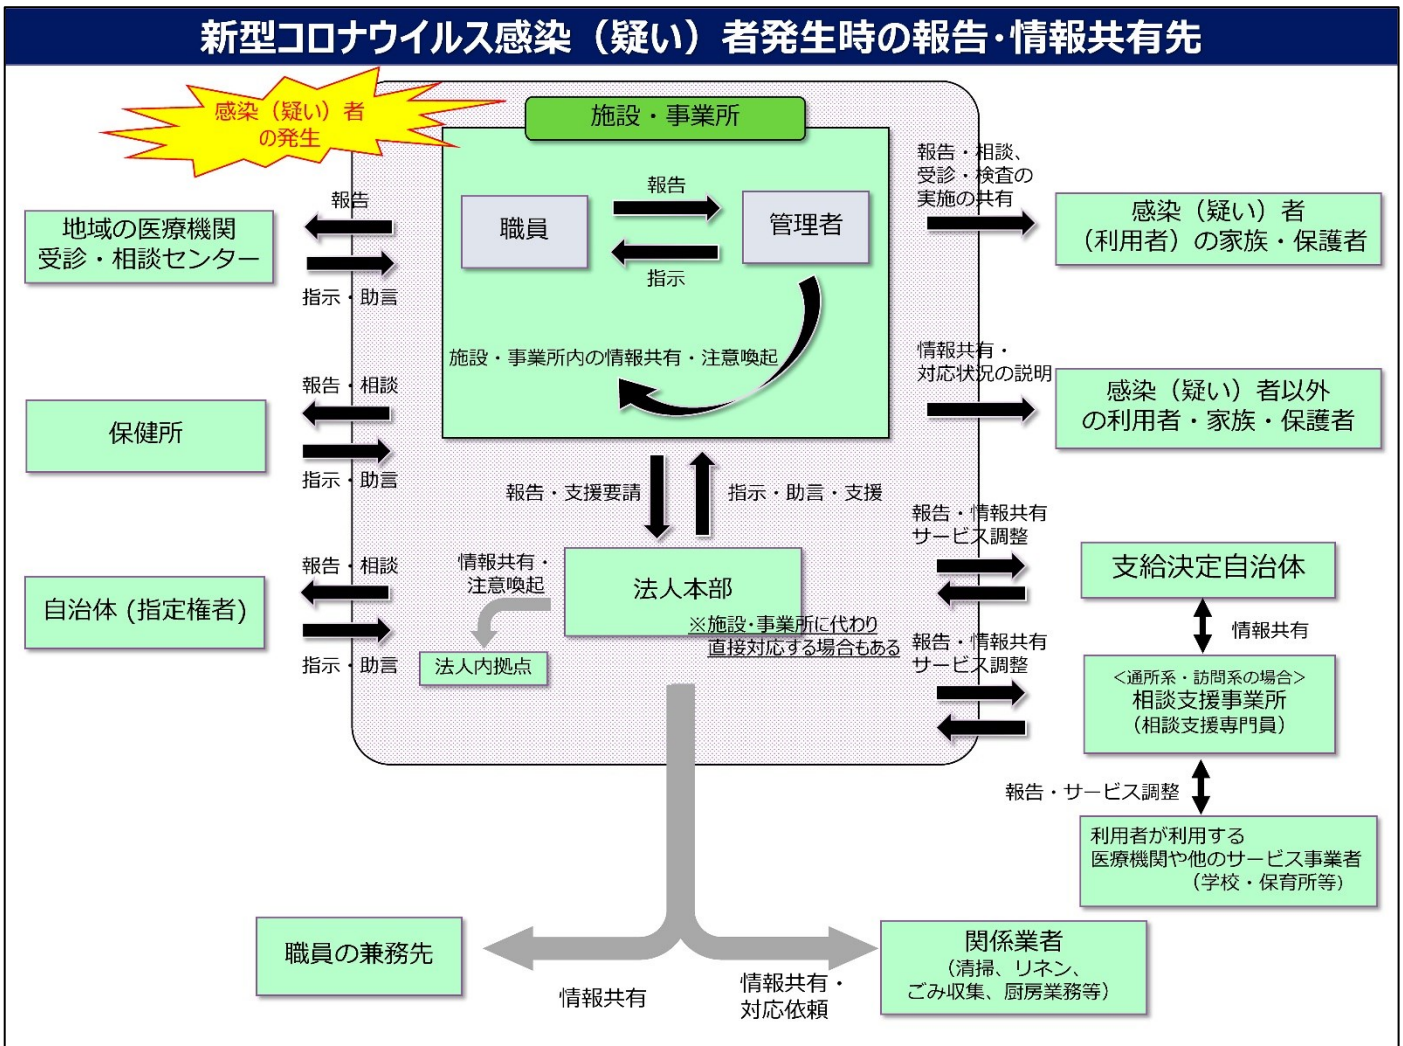 新型コロナウイルス感染（疑い）者発生時の報告・情報共有先
感染（疑い）者
の発生
施設・事業所
職員
報告
指示
管理者
施設・事業所内の情報共有・注意喚起
報告
地域の医療機関
受診・相談センター
指示・助言
報告・相談
保健所
指示・助言
報告・相談
自治体 (指定権者)
指示・助言
報告・相談、
受診・検査の
実施の共有
感染（疑い）者
（利用者）の家族・保護者
情報共有・
対応状況の説明
感染（疑い）者以外
の利用者・家族・保護者
報告・支援要請
指示・助言・支援
情報共有・
注意喚起
法人本部
※施設・事業所に代わり
直接対応する場合もある
法人内拠点
報告・情報共有
サービス調整
支給決定自治体
情報共有
報告・情報共有
サービス調整
＜通所系・訪問系の場合＞
相談支援事業所
（相談支援専門員）
報告・サービス調整
利用者が利用する
医療機関や他のサービス事業者
（学校・保育所等）
職員の兼務先
情報共有
情報共有・
対応依頼
関係業者
（清掃、リネン、
ごみ収集、厨房業務等）